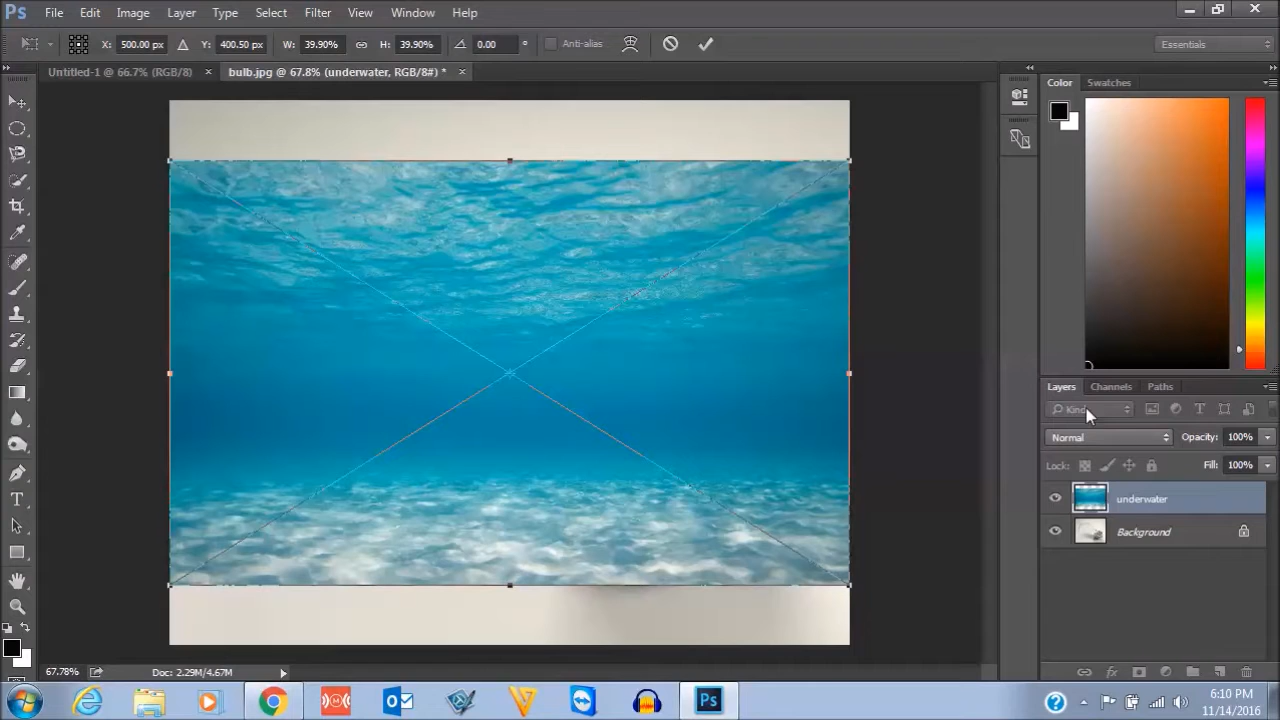 Ps File Edit Image Layer Type Select Filter View Window Help
X: 500.00 px Y: 400.50 px W: 39.90% H: 39.90% 0.00 ° Anti-alias Essentials
Untitled-1 @ 66.7% (RGB/8) × bulb.jpg @ 67.8% (underwater, RGB/8#) * ×
Color Swatches
Layers Channels Paths
Kind
Normal Opacity: 100%
Lock: Fill: 100%
underwater
Background
67.78% Doc: 2.29M/4.67M
Ps
6:10 PM
11/14/2016